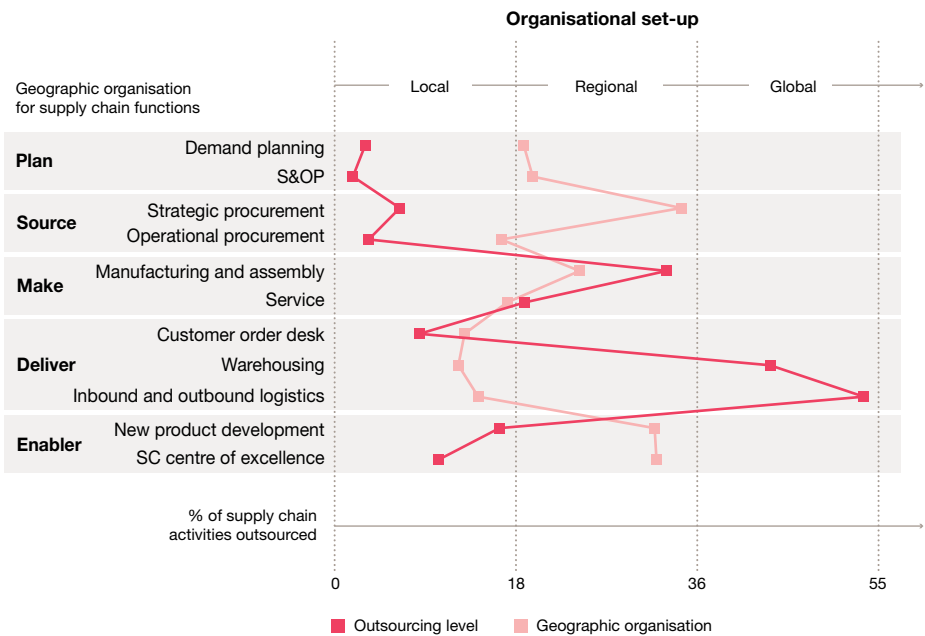 Organisational set-up
Geographic organisation
for supply chain functions
Local
Regional
Global
Plan
Demand planning
S&OP
Source
Strategic procurement
Operational procurement
Make
Manufacturing and assembly
Service
Deliver
Customer order desk
Warehousing
Inbound and outbound logistics
Enabler
New product development
SC centre of excellence
% of supply chain
activities outsourced
0
18
36
55
Outsourcing level
Geographic organisation